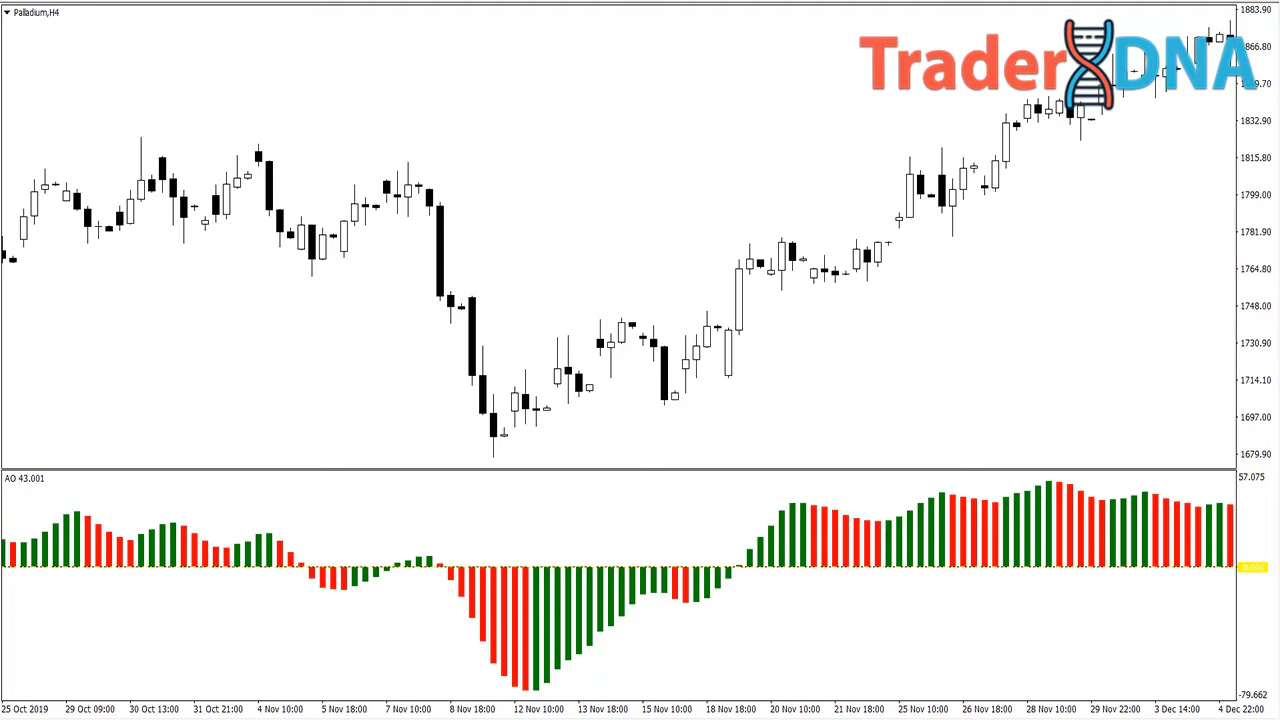 Palladium,H4
TraderDNA
1883.90
1866.80
1832.90
1815.80
1799.00
1781.90
1764.80
1748.00
1730.90
1714.10
1697.00
1679.90
AO 43.001
57.075
0.000
-79.662
25 Oct 2019
29 Oct 09:00
30 Oct 13:00
31 Oct 21:00
4 Nov 10:00
5 Nov 18:00
7 Nov 10:00
8 Nov 18:00
12 Nov 10:00
13 Nov 18:00
15 Nov 10:00
18 Nov 18:00
20 Nov 10:00
21 Nov 18:00
25 Nov 10:00
26 Nov 18:00
28 Nov 10:00
29 Nov 22:00
3 Dec 14:00
4 Dec 22:00